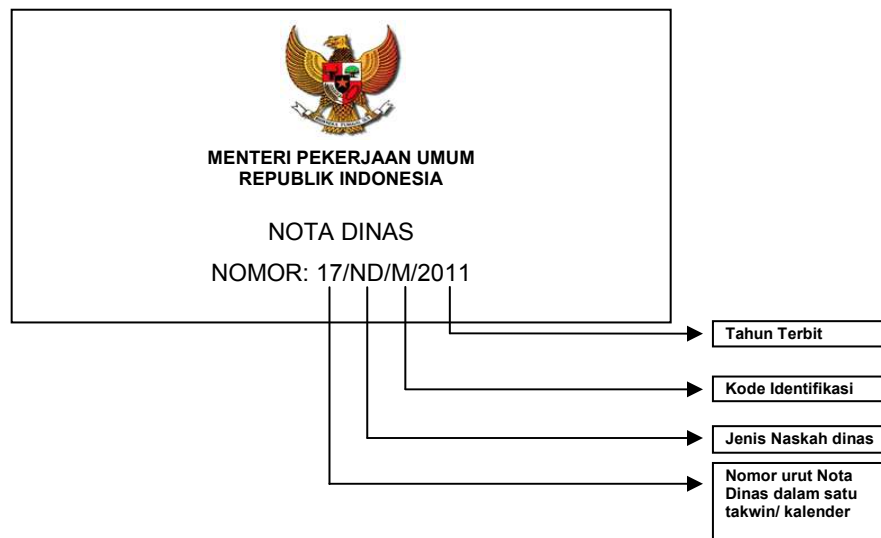 MENTERI PEKERJAAN UMUM
REPUBLIK INDONESIA
NOTA DINAS
NOMOR: 17/ND/M/2011
Tahun Terbit
Kode Identifikasi
Jenis Naskah dinas
Nomor urut Nota
Dinas dalam satu
takwin/ kalender